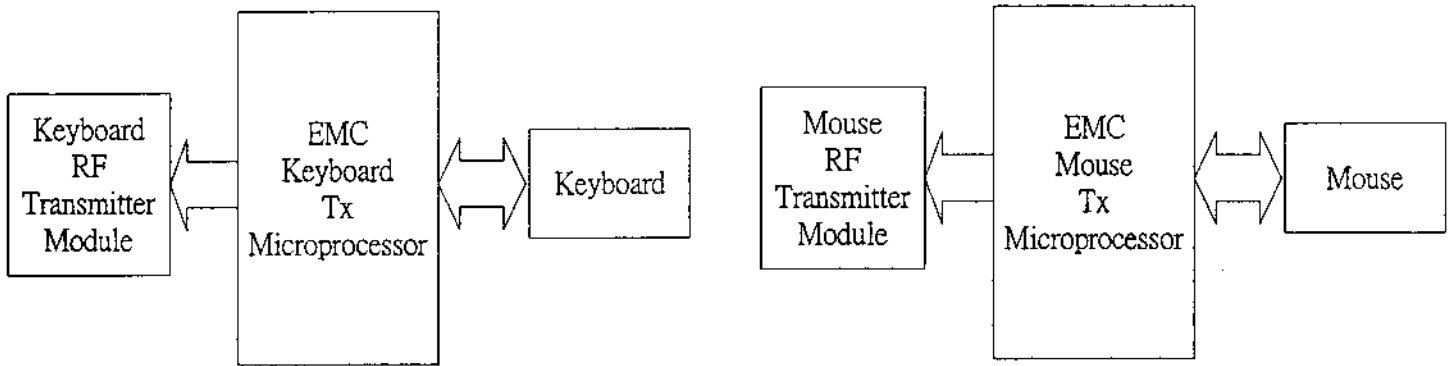 Keyboard
RF
Transmitter
Module
EMC
Keyboard
Tx
Microprocessor
Keyboard
Mouse
RF
Transmitter
Module
EMC
Mouse
Tx
Microprocessor
Mouse